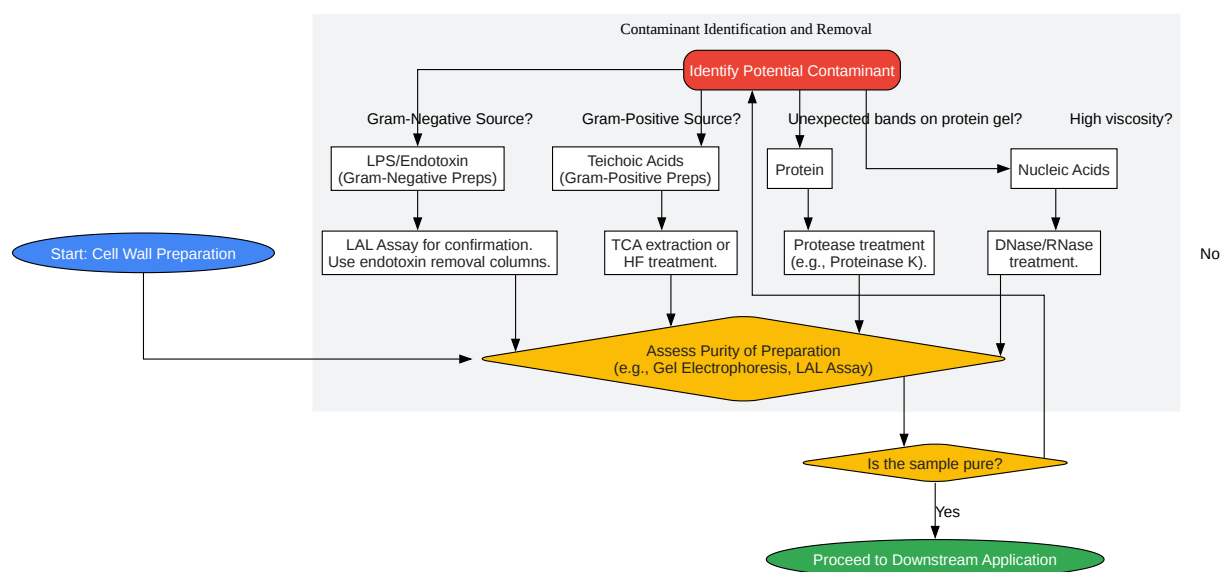 Contaminant Identification and Removal
Identify Potential Contaminant
Gram-Negative Source?
Gram-Positive Source?
Unexpected bands on protein gel?
High viscosity?
LPS/Endotoxin
(Gram-Negative Preps)
Teichoic Acids
(Gram-Positive Preps)
Protein
Nucleic Acids
Start: Cell Wall Preparation
LAL Assay for confirmation.
Use endotoxin removal columns.
TCA extraction or
HF treatment.
Protease treatment
(e.g., Proteinase K).
DNase/RNase
treatment.
No
Assess Purity of Preparation
(e.g., Gel Electrophoresis, LAL Assay)
Is the sample pure?
Yes
Proceed to Downstream Application